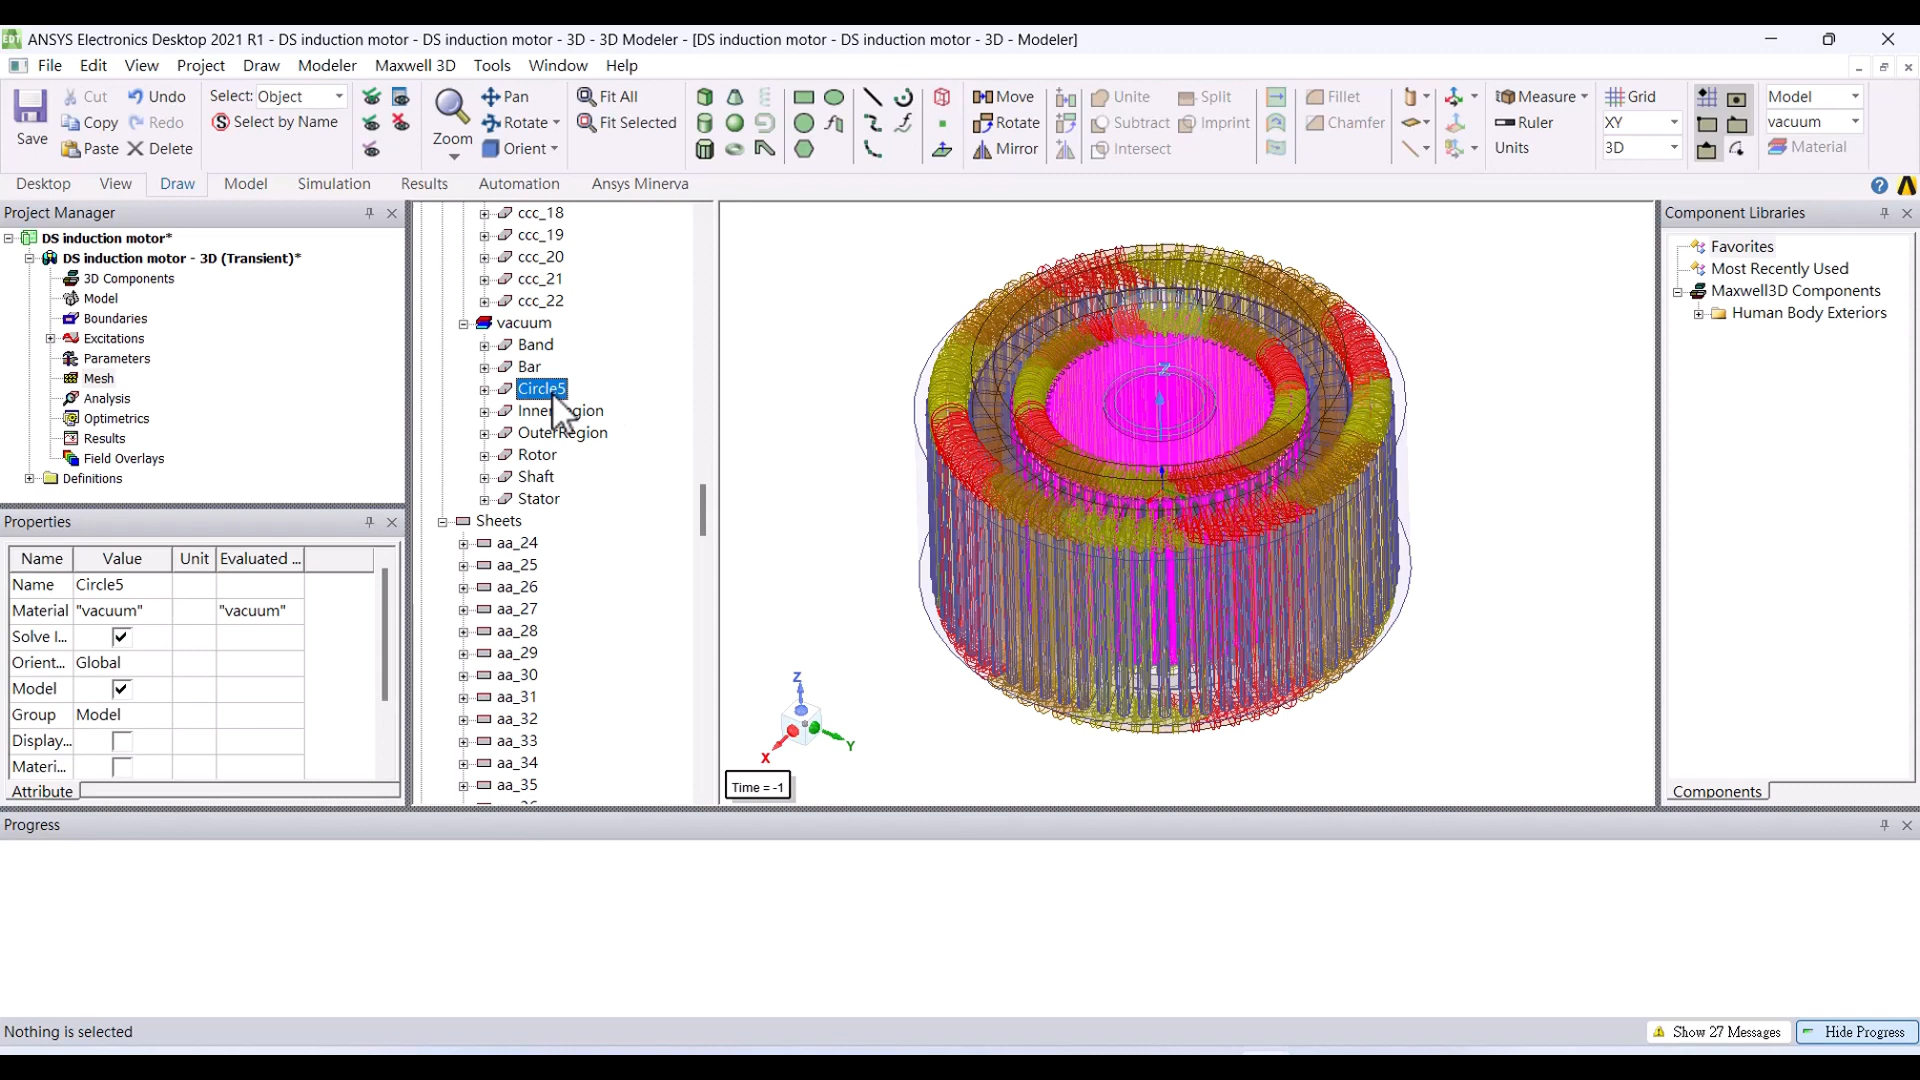 ANSYS Electronics Desktop 2021 R1 - DS induction motor - DS induction motor - 3D - 3D Modeler - [DS induction motor - DS induction motor - 3D - Modeler]
File Edit View Project Draw Modeler Maxwell 3D Tools Window Help
Save
Cut
Copy
Paste
Undo
Redo
Delete
Select: Object
Select by Name
Zoom
Pan
Rotate
Orient
Fit All
Fit Selected
Move
Rotate
Mirror
Unite
Subtract
Intersect
Split
Imprint
Fillet
Chamfer
Measure
Ruler
Units
Grid
XY
3D
Model
vacuum
Material
Desktop View Draw Model Simulation Results Automation Ansys Minerva
Project Manager
DS induction motor*
DS induction motor - 3D (Transient)*
3D Components
Model
Boundaries
Excitations
Parameters
Mesh
Analysis
Optimetrics
Results
Field Overlays
Definitions
Properties
Name Value Unit Evaluated ...
Name Circle5
Material "vacuum" "vacuum"
Solve I...
Orient... Global
Model
Group Model
Display...
Materi...
Attribute
ccc_18
ccc_19
ccc_20
ccc_21
ccc_22
vacuum
Band
Bar
Circle5
OuterRegion
Rotor
Shaft
Stator
Sheets
aa_24
aa_25
aa_26
aa_27
aa_28
aa_29
aa_30
aa_31
aa_32
aa_33
aa_34
aa_35
Z
Z
X
Y
Time = -1
Component Libraries
Favorites
Most Recently Used
Maxwell3D Components
Human Body Exteriors
Components
Progress
Nothing is selected
Show 27 Messages
Hide Progress